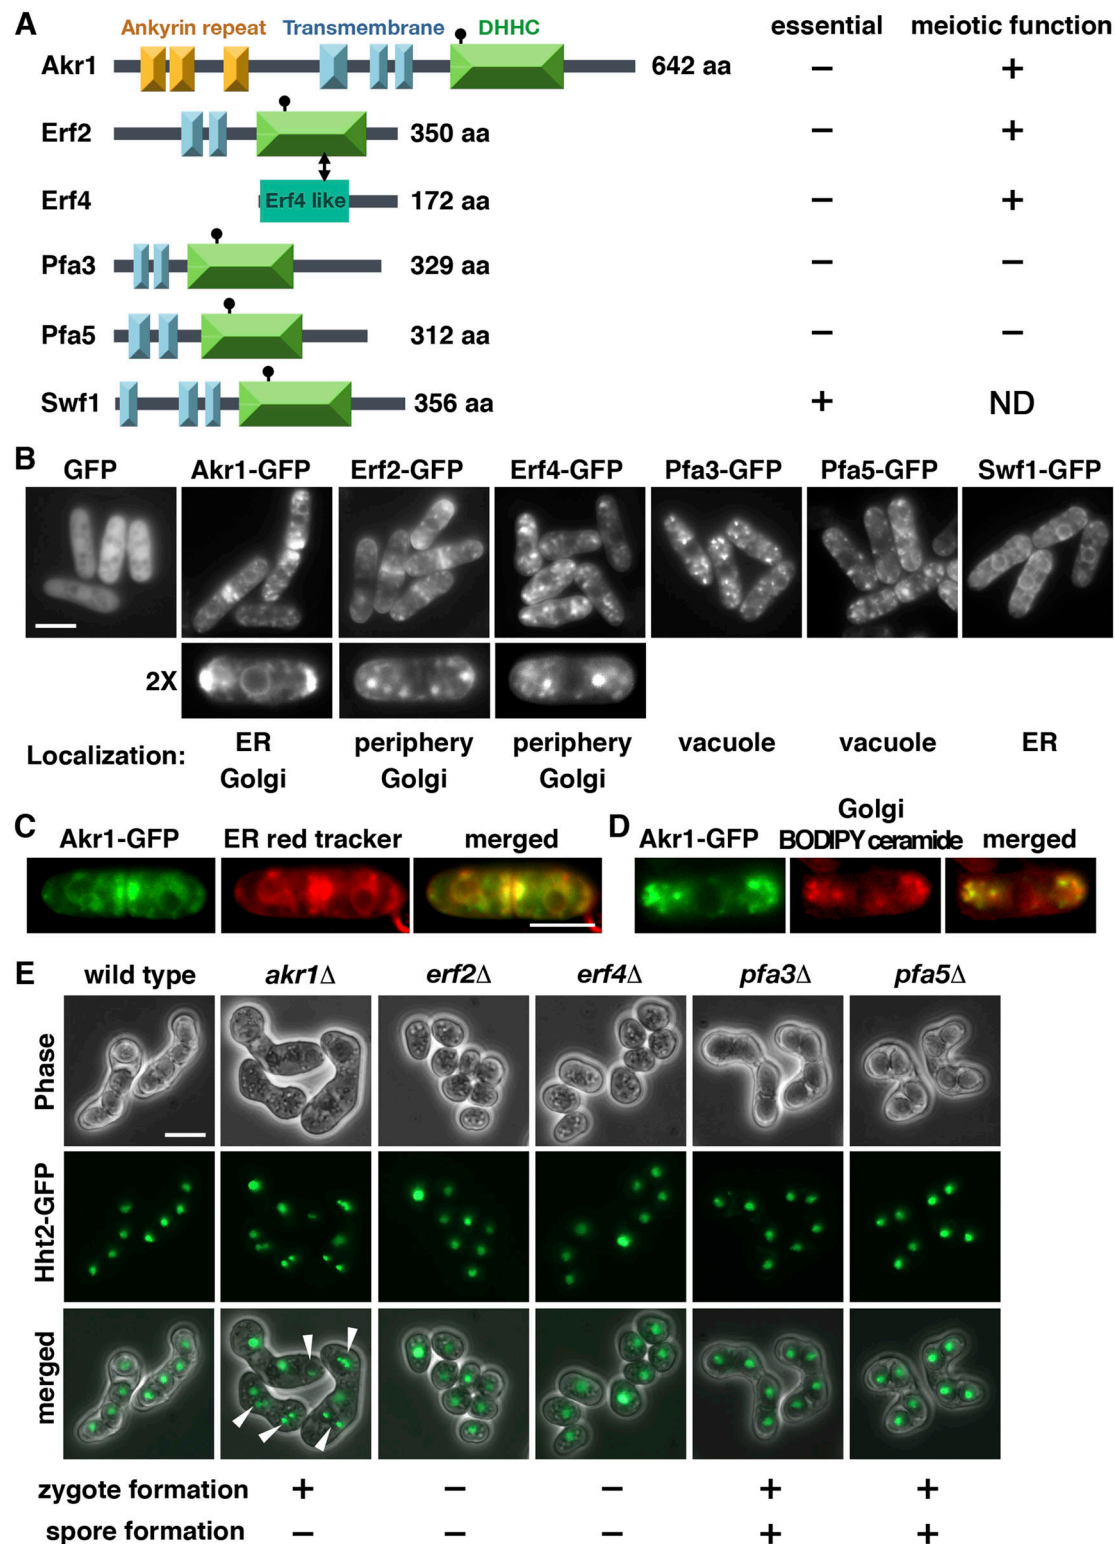 A
Ankyrin repeat Transmembrane DHHC essential meiotic function
Akr1 642 aa − +
Erf2 350 aa − +
Erf4 Erf4 like 172 aa − +
Pfa3 329 aa − −
Pfa5 312 aa − −
Swf1 356 aa + ND
B
GFP Akr1-GFP Erf2-GFP Erf4-GFP Pfa3-GFP Pfa5-GFP Swf1-GFP
2X
Localization: ER periphery periphery vacuole vacuole ER
Golgi Golgi Golgi
C Akr1-GFP ER red tracker merged
D Akr1-GFP Golgi BODIPY ceramide merged
E wild type akr1Δ erf2Δ erf4Δ pfa3Δ pfa5Δ
Phase
Hht2-GFP
merged
zygote formation + − − + +
spore formation − − − + +